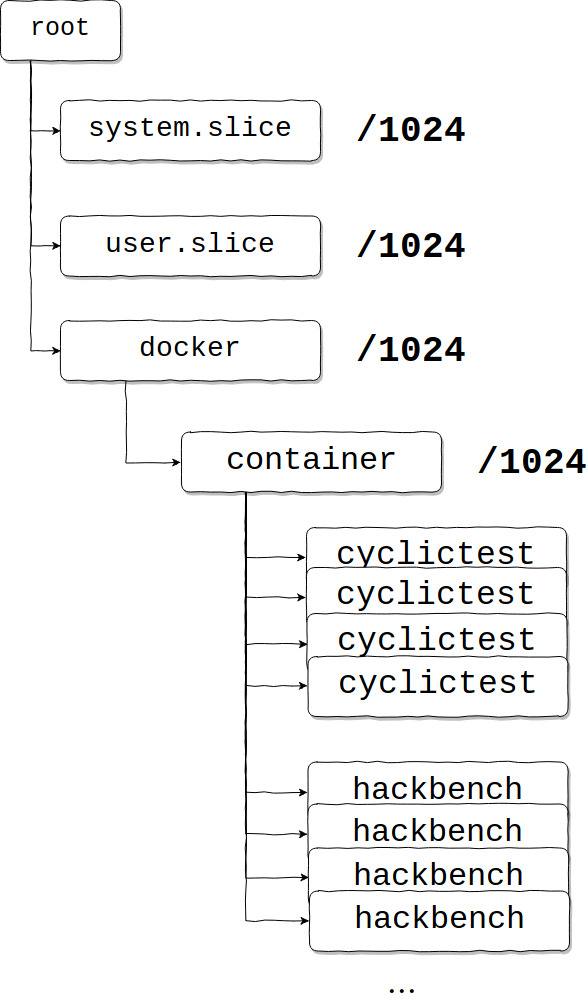 root
system.slice /1024
user.slice /1024
docker /1024
container /1024
cyclictest
cyclictest
cyclictest
cyclictest
hackbench
hackbench
hackbench
hackbench
...